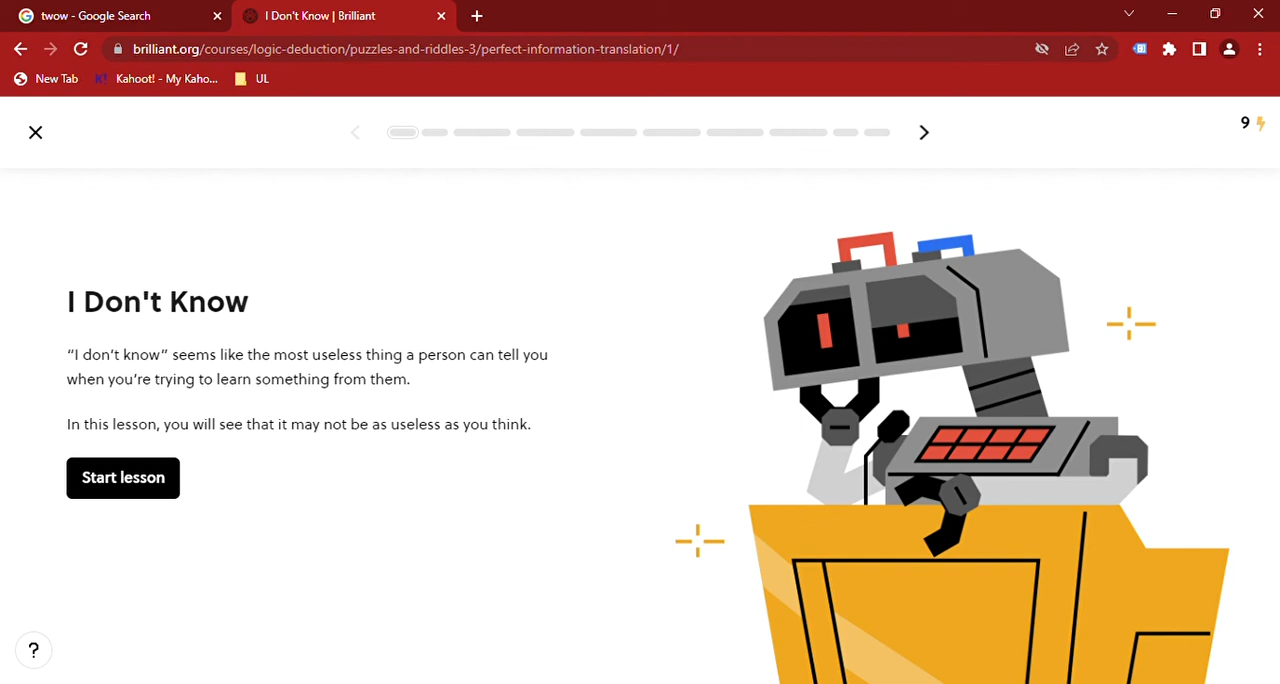 twow - Google Search
I Don't Know | Brilliant
brilliant.org/courses/logic-deduction/puzzles-and-riddles-3/perfect-information-translation/1/
New Tab
K!
Kahoot! - My Kaho...
UL
9
I Don't Know
“I don’t know” seems like the most useless thing a person can tell you
when you’re trying to learn something from them.
In this lesson, you will see that it may not be as useless as you think.
Start lesson
?